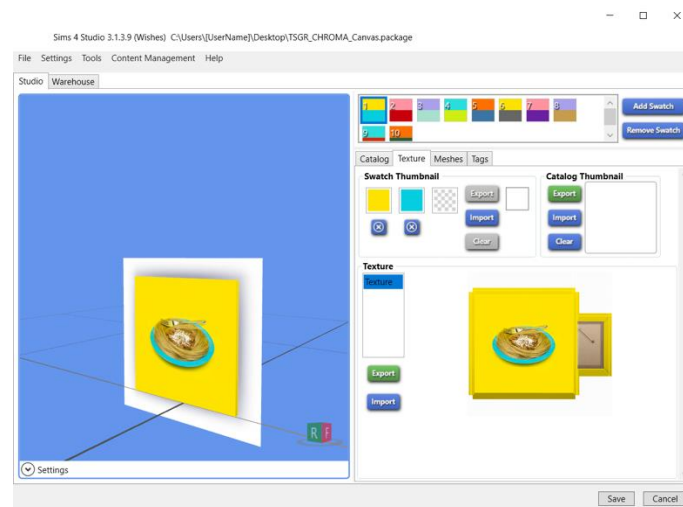 Sims 4 Studio 3.1.3.9 (Wishes) C:\Users\[UserName]\Desktop\TSGR_CHROMA_Canvas.package
File Settings Tools Content Management Help
Studio Warehouse
1 2 3 4 5 6 7 8
9 10
Add Swatch
Remove Swatch
Catalog Texture Meshes Tags
Swatch Thumbnail
Export
Import
Clear
Catalog Thumbnail
Export
Import
Clear
Texture
Texture
Export
Import
R F
Settings
Save Cancel